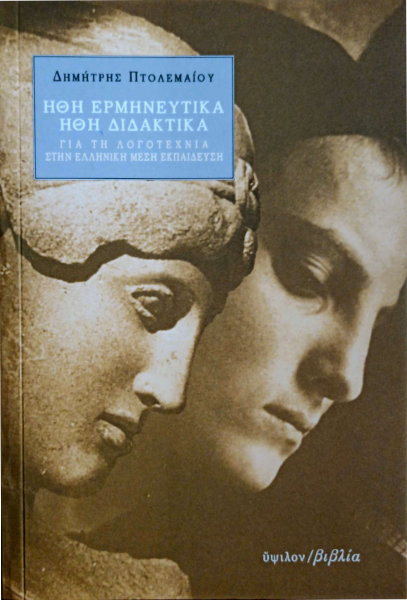 Δημήτρης Πτολεμαίου
ΗΘΗ ΕΡΜΗΝΕΥΤΙΚΑ
ΗΘΗ ΔΙΔΑΚΤΙΚΑ
ΓΙΑ ΤΗ ΛΟΓΟΤΕΧΝΙΑ
ΣΤΗΝ ΕΛΛΗΝΙΚΗ ΜΕΣΗ ΕΚΠΑΙΔΕΥΣΗ
ὕψιλον/βιβλία